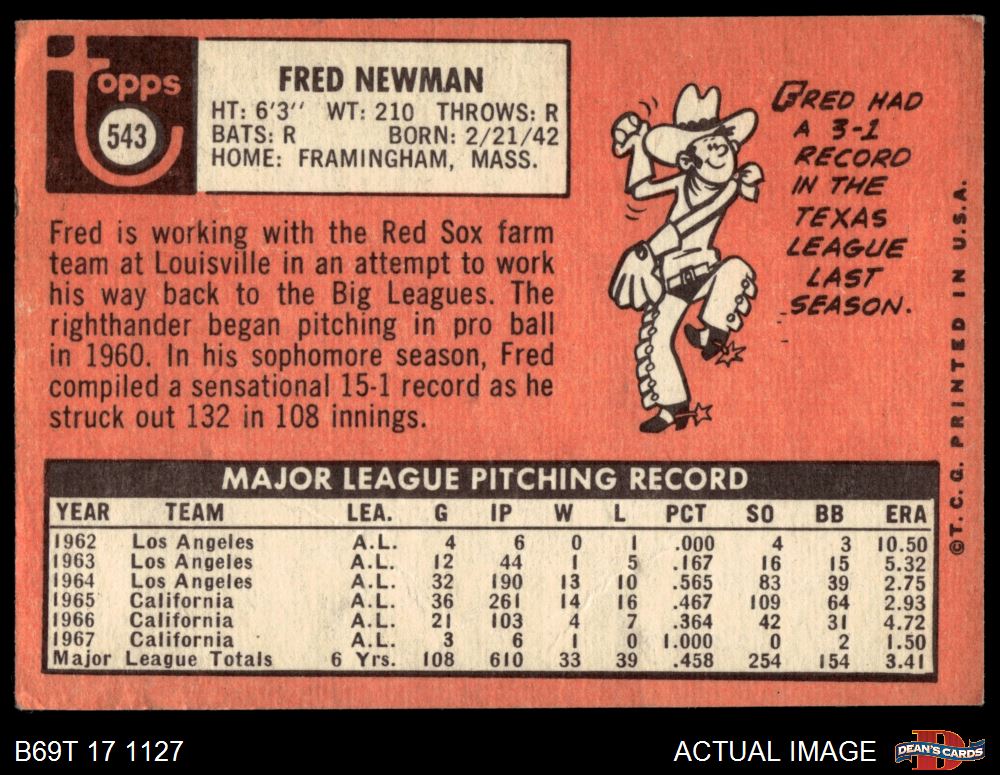 topps
543
FRED NEWMAN
HT: 6'3'' WT: 210 THROWS: R
BATS: R BORN: 2/21/42
HOME: FRAMINGHAM, MASS.
Fred is working with the Red Sox farm
team at Louisville in an attempt to work
his way back to the Big Leagues. The
righthander began pitching in pro ball
in 1960. In his sophomore season, Fred
compiled a sensational 15-1 record as he
struck out 132 in 108 innings.
FRED HAD
A 3-1
RECORD
IN THE
TEXAS
LEAGUE
LAST
SEASON.
©T. C. G. PRINTED IN U.S.A.
MAJOR LEAGUE PITCHING RECORD
YEAR TEAM LEA. G IP W L PCT SO BB ERA
1962 Los Angeles A.L. 4 6 0 1 .000 4 3 10.50
1963 Los Angeles A.L. 12 44 1 5 .167 16 15 5.32
1964 Los Angeles A.L. 32 190 13 10 .565 83 39 2.75
1965 California A.L. 36 261 14 16 .467 109 64 2.93
1966 California A.L. 21 103 4 7 .364 42 31 4.72
1967 California A.L. 3 6 1 0 1.000 0 2 1.50
Major League Totals 6 Yrs. 108 610 33 39 .458 254 154 3.41
B69T 17 1127
ACTUAL IMAGE
DEAN'S CARDS